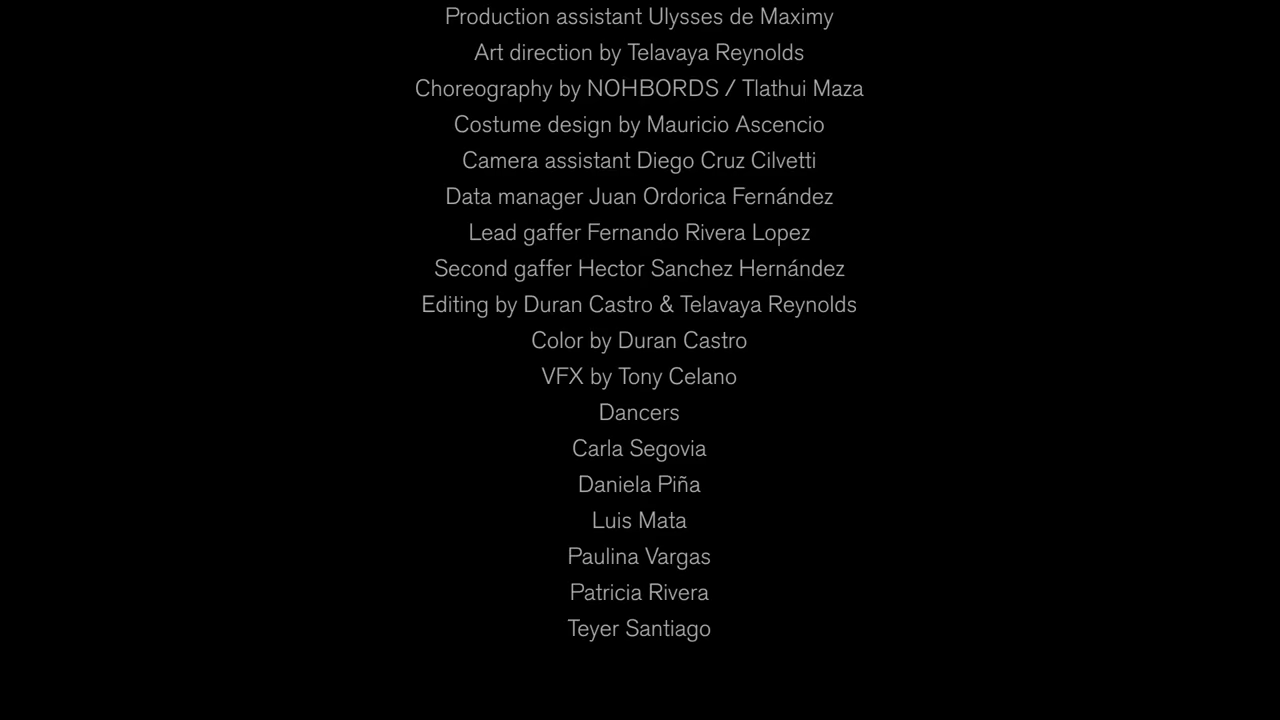 Production assistant Ulysses de Maximy
Art direction by Telavaya Reynolds
Choreography by NOHBORDS / Tlathui Maza
Costume design by Mauricio Ascencio
Camera assistant Diego Cruz Cilvetti
Data manager Juan Ordorica Fernández
Lead gaffer Fernando Rivera Lopez
Second gaffer Hector Sanchez Hernández
Editing by Duran Castro & Telavaya Reynolds
Color by Duran Castro
VFX by Tony Celano
Dancers
Carla Segovia
Daniela Piña
Luis Mata
Paulina Vargas
Patricia Rivera
Teyer Santiago